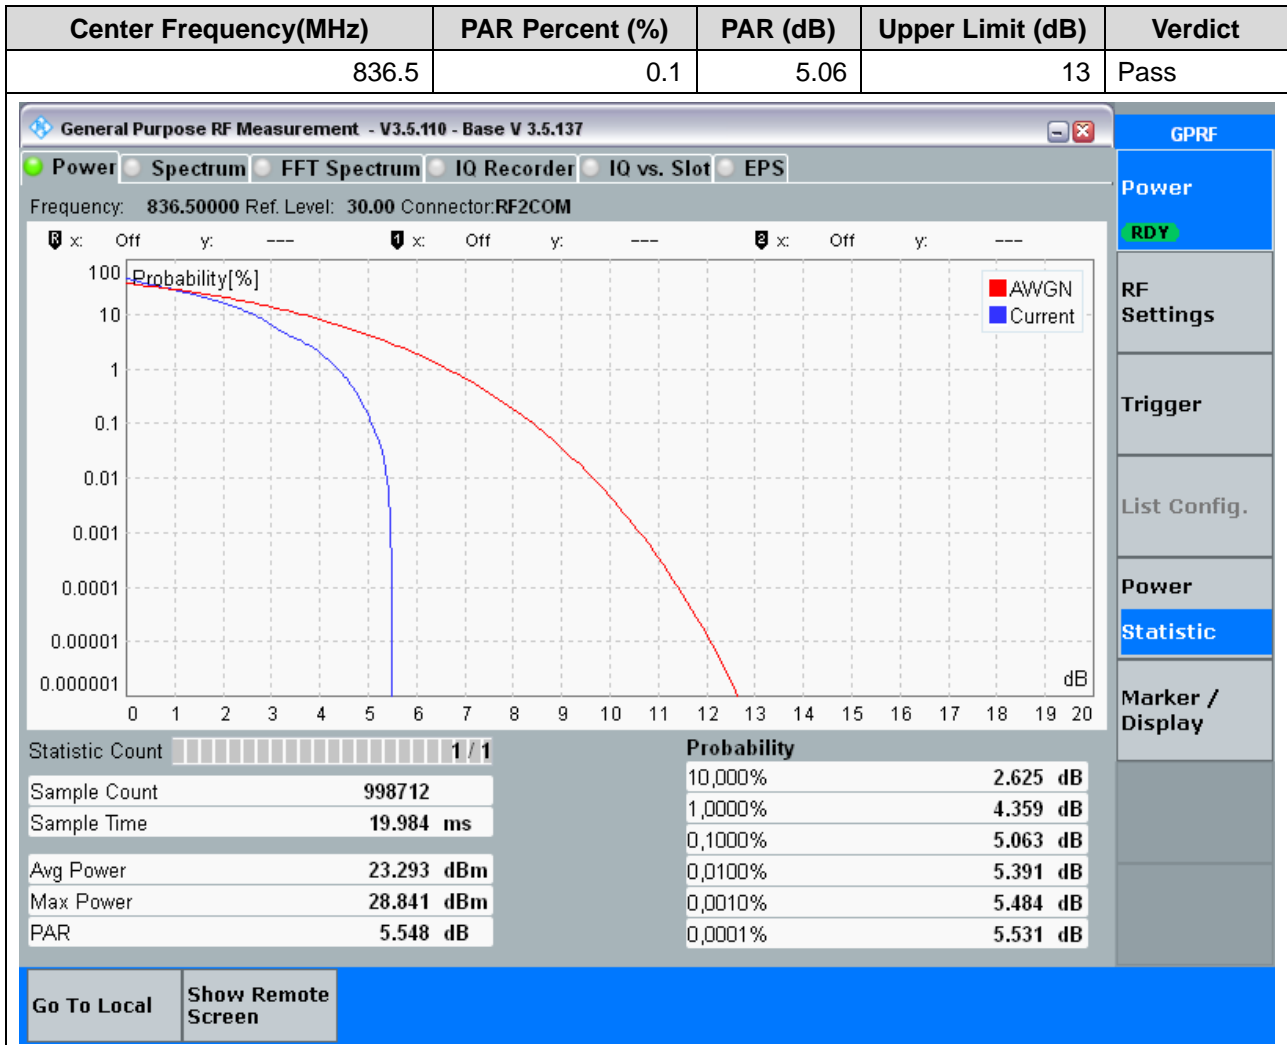 Center Frequency(MHz) PAR Percent (%) PAR (dB) Upper Limit (dB) Verdict
836.5 0.1 5.06 13 Pass
General Purpose RF Measurement - V3.5.110 - Base V 3.5.137
GPRF
Power Spectrum FFT Spectrum IQ Recorder IQ vs. Slot EPS
Power
RDY
Frequency: 836.50000 Ref. Level: 30.00 Connector:RF2COM
R x: Off y: --- 1 x: Off y: --- 2 x: Off y: ---
Probability[%]
AWGN
Current
100
10
1
0.1
0.01
0.001
0.0001
0.00001
0.000001
dB
0 1 2 3 4 5 6 7 8 9 10 11 12 13 14 15 16 17 18 19 20
RF
Settings
Trigger
List Config.
Power
Statistic
Marker /
Display
Statistic Count 1 / 1
Sample Count 998712
Sample Time 19.984 ms
Avg Power 23.293 dBm
Max Power 28.841 dBm
PAR 5.548 dB
Probability
10,000% 2.625 dB
1,0000% 4.359 dB
0,1000% 5.063 dB
0,0100% 5.391 dB
0,0010% 5.484 dB
0,0001% 5.531 dB
Go To Local
Show Remote
Screen